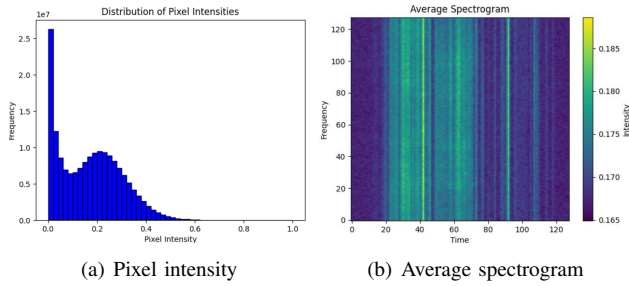 Distribution of Pixel Intensities
1e7
2.5
2.0
1.5
1.0
0.5
0.0
Frequency
0.0 0.2 0.4 0.6 0.8 1.0
Pixel Intensity
(a) Pixel intensity
Average Spectrogram
120
100
80
60
40
20
0
Frequency
0 20 40 60 80 100 120
Time
0.185
0.180
0.175
0.170
0.165
Intensity
(b) Average spectrogram